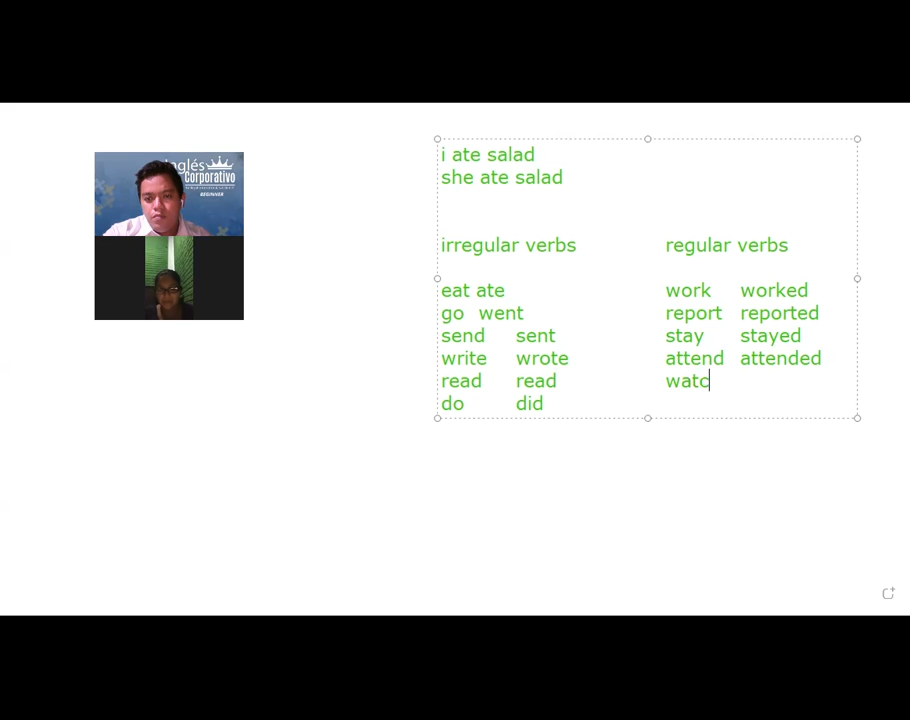 Inglés
Corporativo
BEGINNER
i ate salad
she ate salad
irregular verbs regular verbs
eat ate work worked
go went report reported
send sent stay stayed
write wrote attend attended
read read watc
do did